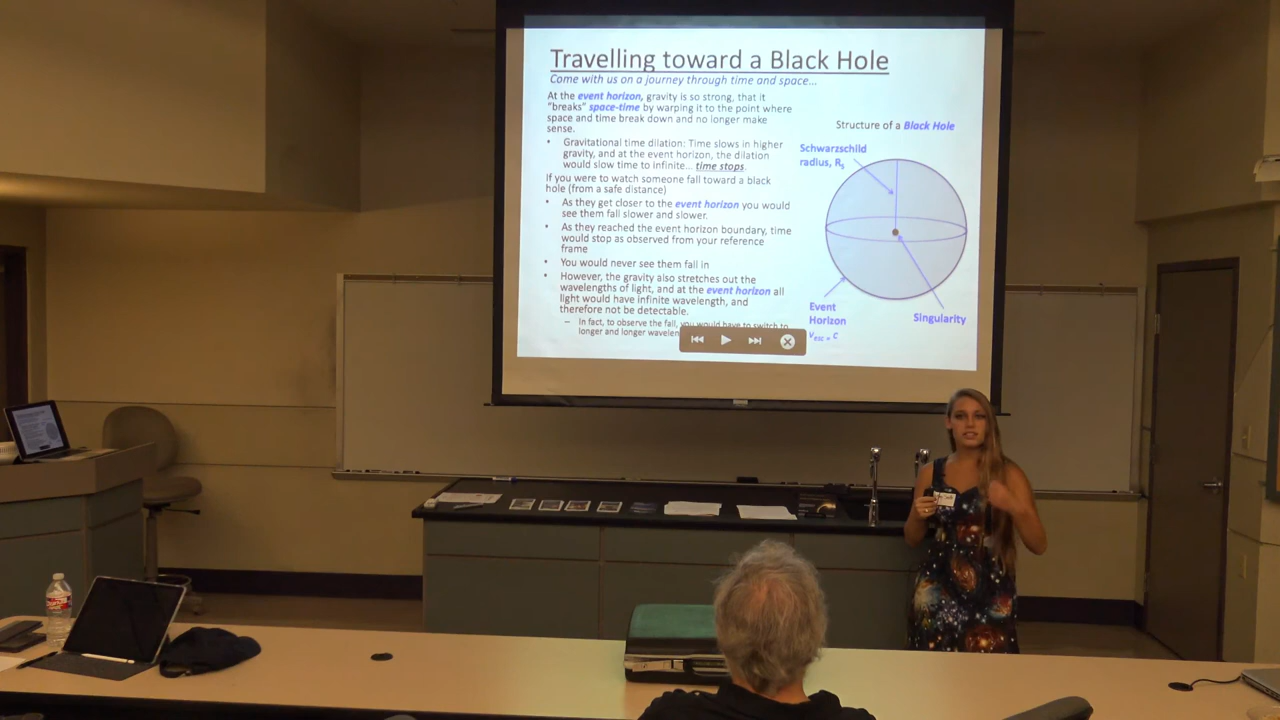 Travelling toward a Black Hole
Come with us on a journey through time and space...
At the event horizon, gravity is so strong, that it
"breaks" space-time by warping it to the point where
space and time break down and no longer make
sense.
• Gravitational time dilation: Time slows in higher
gravity, and at the event horizon, the dilation
would slow time to infinite... time stops.
If you were to watch someone fall toward a black
hole (from a safe distance)
• As they get closer to the event horizon you would
see them fall slower and slower.
• As they reached the event horizon boundary, time
would stop as observed from your reference
frame
• You would never see them fall in
• However, the gravity also stretches out the
wavelengths of light, and at the event horizon all
light would have infinite wavelength, and
therefore not be detectable.
– In fact, to observe the fall, you would have to switch to
longer and longer
Structure of a Black Hole
Schwarzschild
radius, Rs
Event
Horizon
vesc = c
Singularity